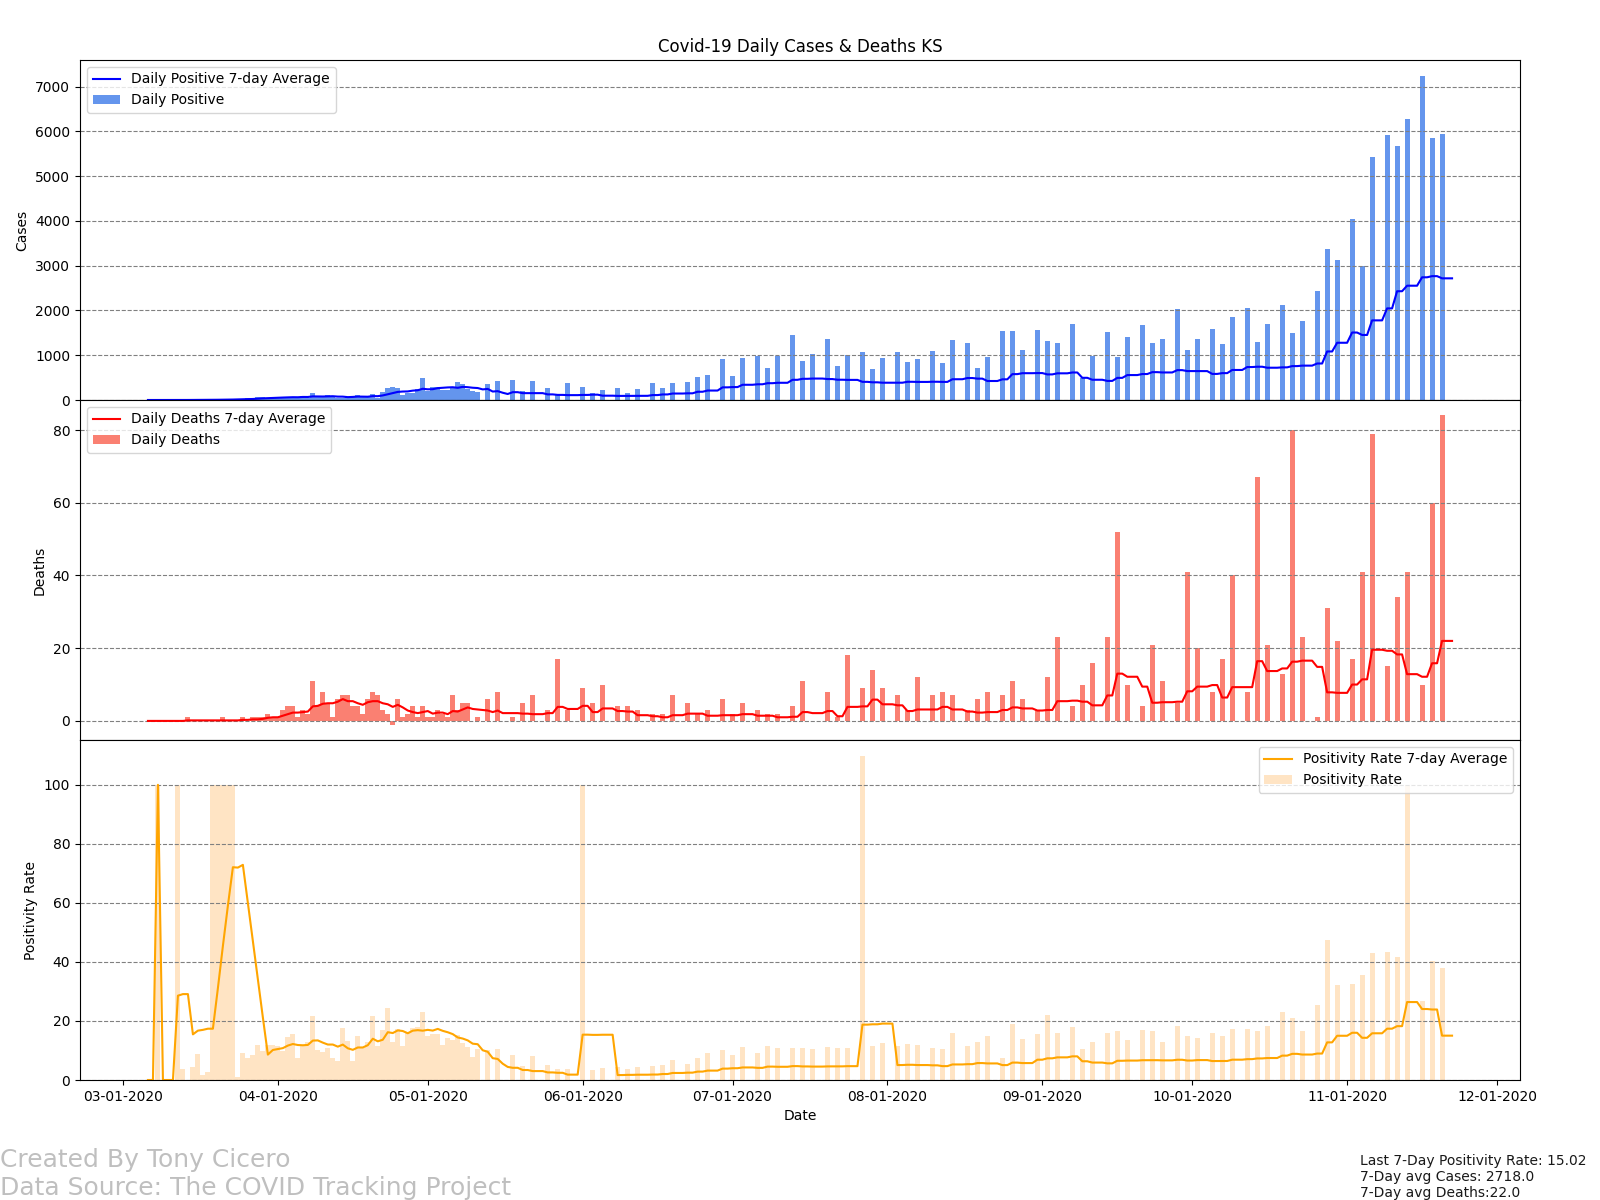 Covid-19 Daily Cases & Deaths KS
Daily Positive 7-day Average
Daily Positive
7000
6000
5000
4000
3000
2000
1000
0
Cases
Daily Deaths 7-day Average
Daily Deaths
80
60
40
20
0
Deaths
Positivity Rate 7-day Average
Positivity Rate
100
80
60
40
20
0
Positivity Rate
03-01-2020 04-01-2020 05-01-2020 06-01-2020 07-01-2020 08-01-2020 09-01-2020 10-01-2020 11-01-2020 12-01-2020
Date
Created By Tony Cicero
Data Source: The COVID Tracking Project
Last 7-Day Positivity Rate: 15.02
7-Day avg Cases: 2718.0
7-Day avg Deaths:22.0